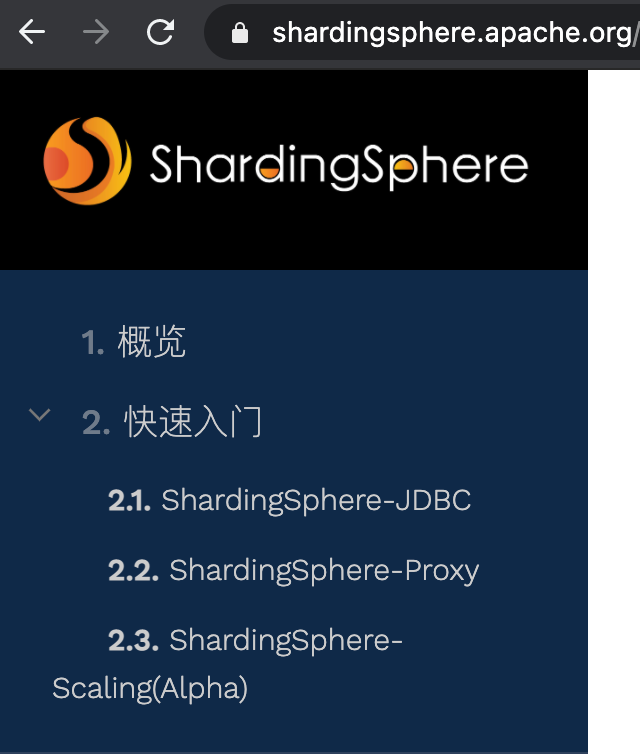 shardingsphere.apache.org/
ShardingSphere
1. 概览
2. 快速入门
2.1. ShardingSphere-JDBC
2.2. ShardingSphere-Proxy
2.3. ShardingSphere-
Scaling(Alpha)